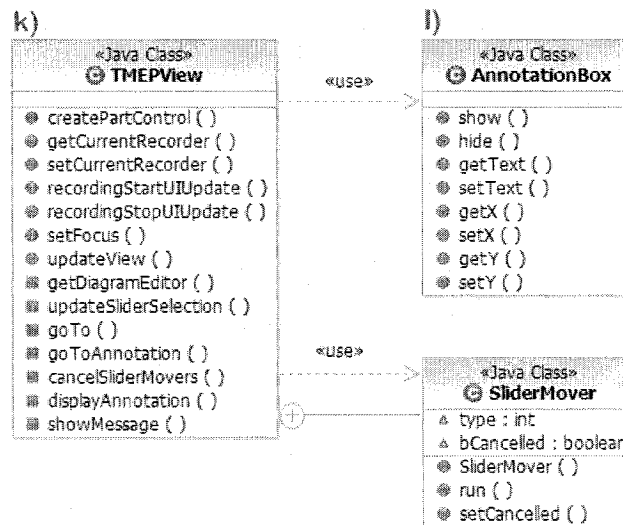 k)
«Java Class»
TMEPView
createPartControl ( )
getCurrentRecorder ( )
setCurrentRecorder ( )
recordingStartUIUpdate ( )
recordingStopUIUpdate ( )
setFocus ( )
updateView ( )
getDiagramEditor ( )
updateSliderSelection ( )
goTo ( )
goToAnnotation ( )
cancelSliderMovers ( )
displayAnnotation ( )
showMessage ( )
«use»
«use»
l)
«Java Class»
AnnotationBox
show ( )
hide ( )
getText ( )
setText ( )
getX ( )
setX ( )
getY ( )
setY ( )
«Java Class»
SliderMover
type : int
bCancelled : boolean
SliderMover ( )
run ( )
setCancelled ( )